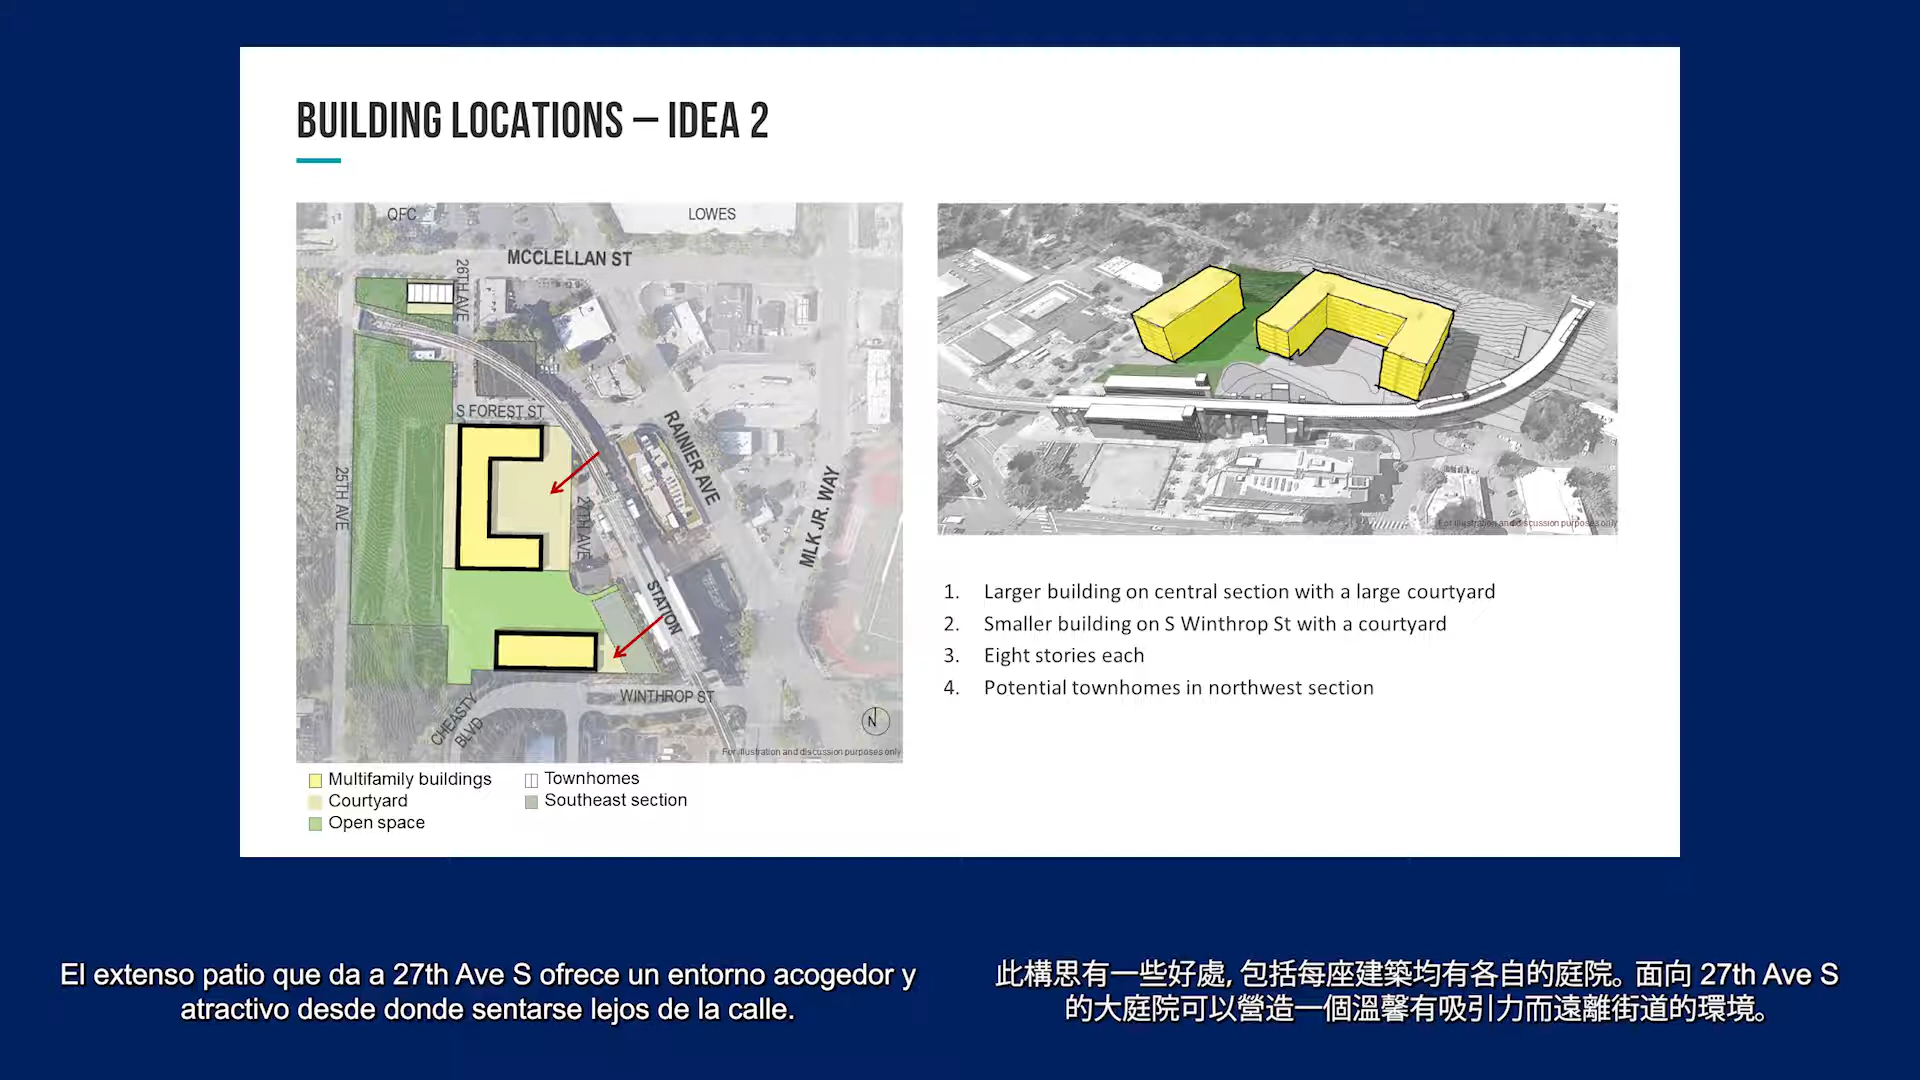 BUILDING LOCATIONS – IDEA 2
QFC
LOWES
MCCLELLAN ST
26TH AVE
S FOREST ST
RAINIER AVE
25TH AVE
27TH AVE
MLK JR. WAY
STATION
WINTHROP ST
CHEASTY
BLVD
N
For illustration and discussion purposes only
Multifamily buildings
Courtyard
Open space
Townhomes
Southeast section
For illustration and discussion purposes only
1. Larger building on central section with a large courtyard
2. Smaller building on S Winthrop St with a courtyard
3. Eight stories each
4. Potential townhomes in northwest section
El extenso patio que da a 27th Ave S ofrece un entorno acogedor y
atractivo desde donde sentarse lejos de la calle.
此構思有一些好處, 包括每座建築均有各自的庭院。面向 27th Ave S
的大庭院可以營造一個溫馨有吸引力而遠離街道的環境。